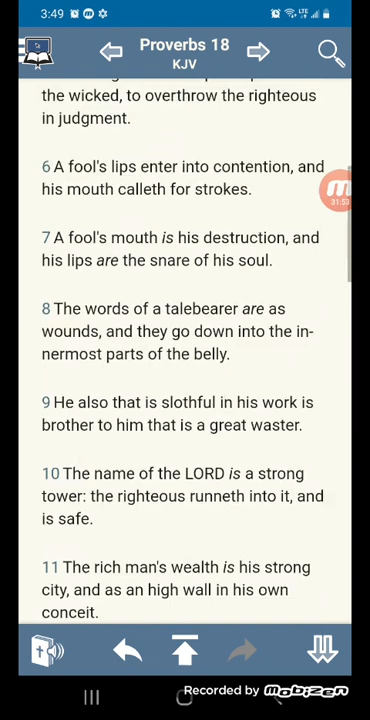 3:49
LTE
Proverbs 18
KJV
the wicked, to overthrow the righteous
in judgment.
6 A fool's lips enter into contention, and
his mouth calleth for strokes.
31:53
7 A fool's mouth is his destruction, and
his lips are the snare of his soul.
8 The words of a talebearer are as
wounds, and they go down into the in-
nermost parts of the belly.
9 He also that is slothful in his work is
brother to him that is a great waster.
10 The name of the LORD is a strong
tower: the righteous runneth into it, and
is safe.
11 The rich man's wealth is his strong
city, and as an high wall in his own
conceit.
Recorded by Mobizen